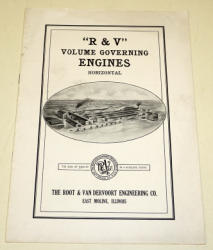 "R & V"
VOLUME GOVERNING
ENGINES
HORIZONTAL
THE ROOT & VAN DERVOORT ENGINEERING CO.
EAST MOLINE, ILLINOIS